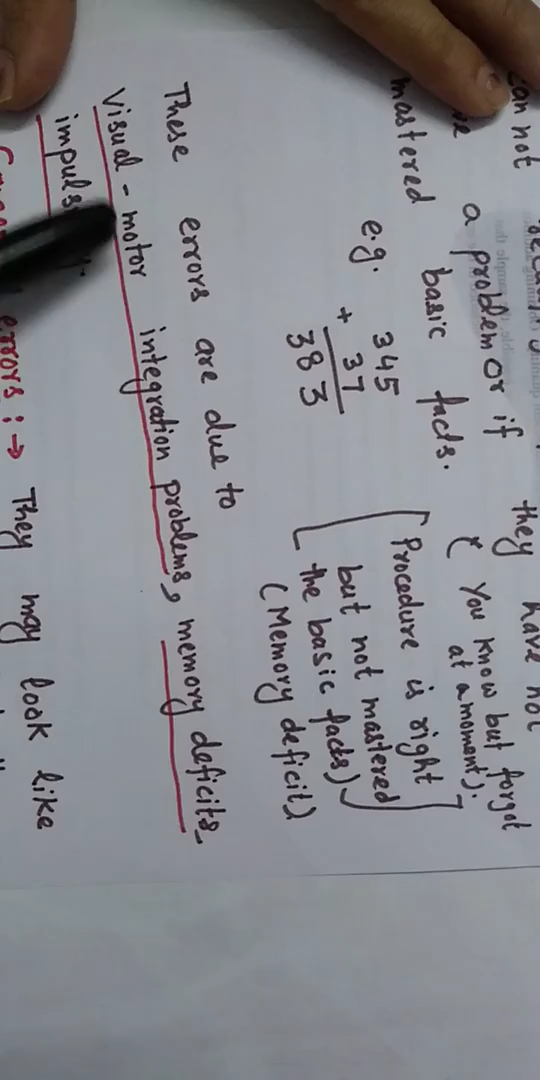 can not
have not
a problem or if they
mastered basic facts.
( You know but forgot
at a moment).
e.g. 345
+ 37
383
[ Procedure is right
but not mastered
the basic facts) ]
(Memory deficit)
These errors are due to
Visual-motor integration problems, memory deficits,
errors : → They may look like